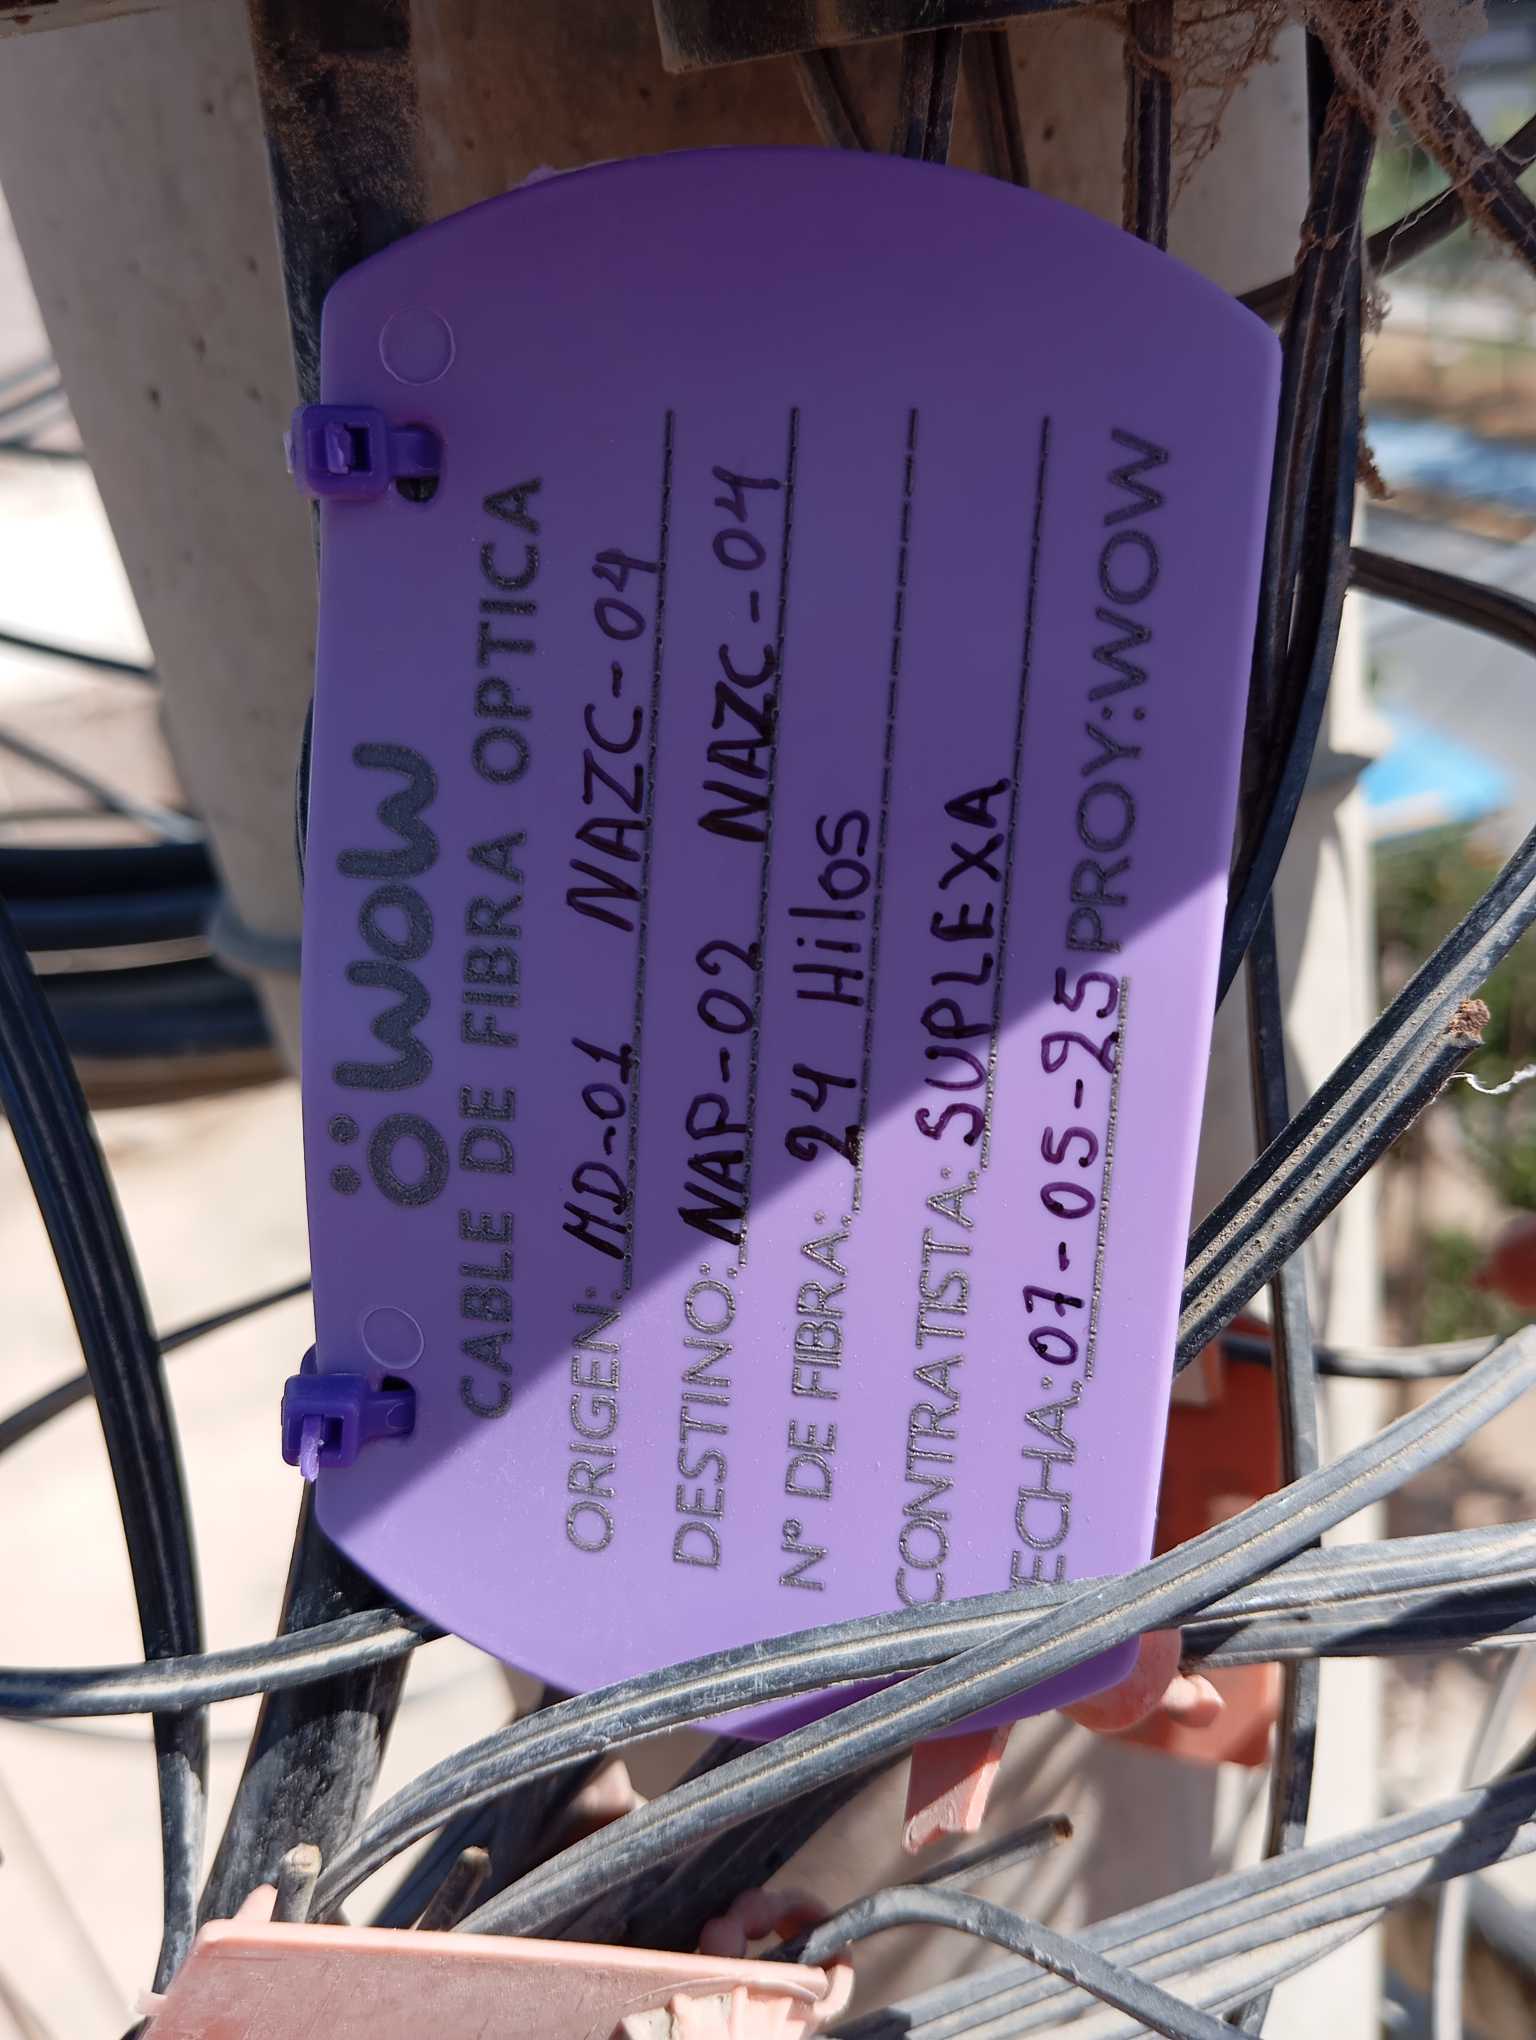 wow
CABLE DE FIBRA OPTICA
ORIGEN: MD-01 NAZC-04
DESTINO: NAP-02 NAZC-04
N° DE FIBRA: 24 Hilos
CONTRATISTA: SUPLEXA
ECHA: 07-05-25 PROY:WOW